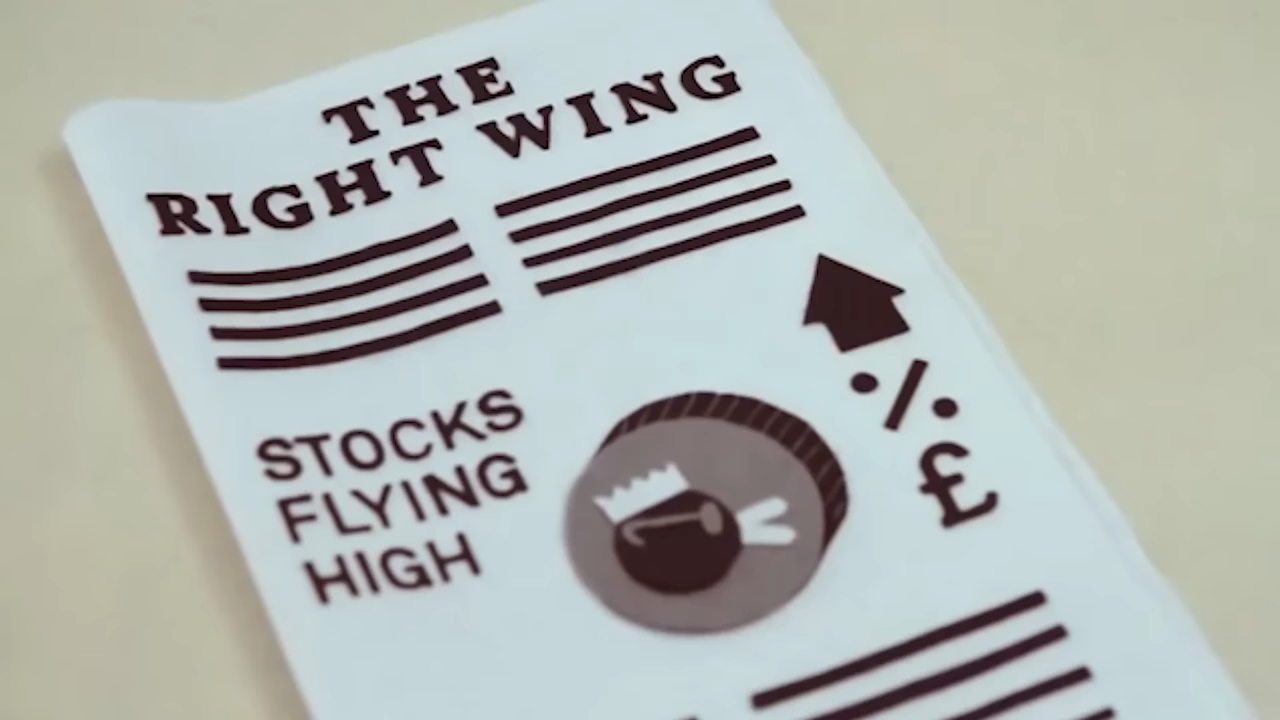 THE
RIGHT WING
STOCKS
FLYING
HIGH
%
£